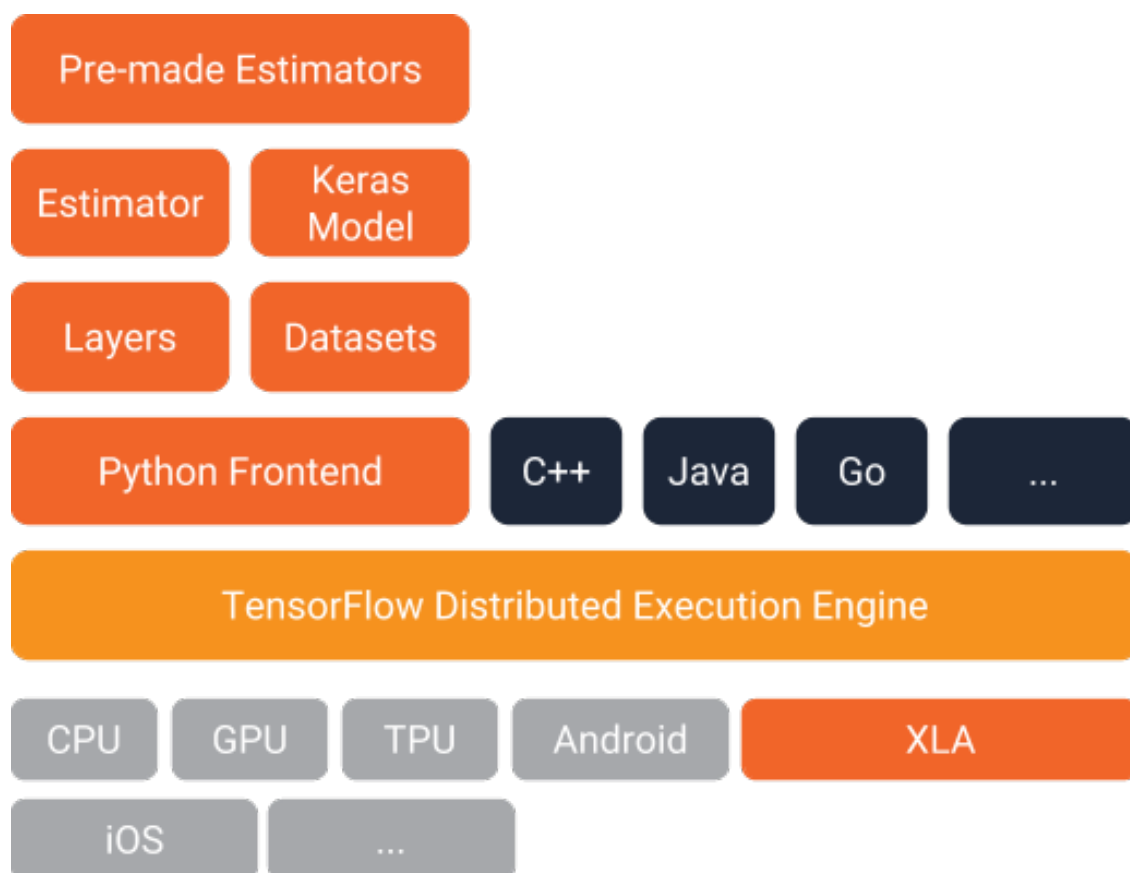 Pre-made Estimators
Estimator
Keras
Model
Layers
Datasets
Python Frontend
C++
Java
Go
...
TensorFlow Distributed Execution Engine
CPU
GPU
TPU
Android
XLA
iOS
...